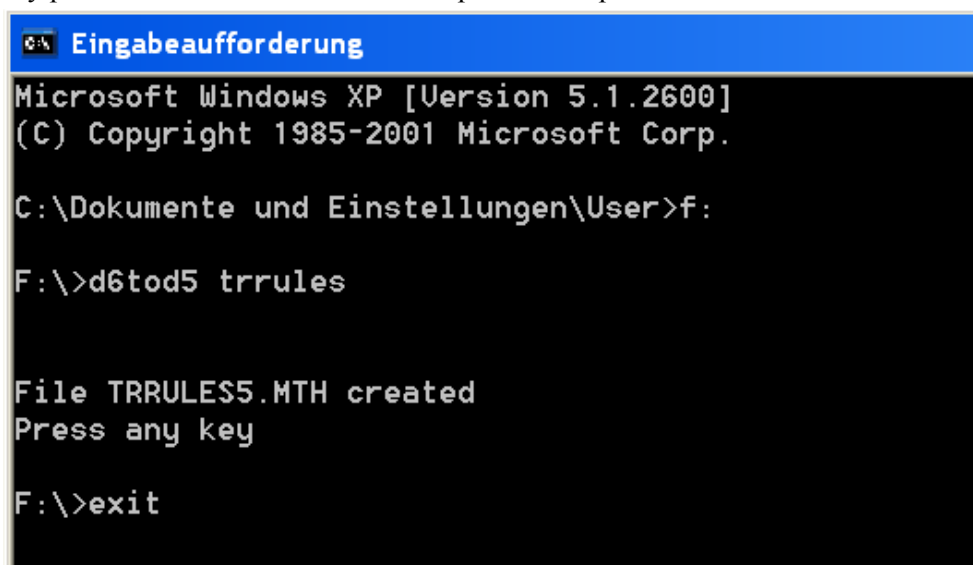 Eingabeaufforderung
Microsoft Windows XP [Version 5.1.2600]
(C) Copyright 1985-2001 Microsoft Corp.
C:\Dokumente und Einstellungen\User>f:
F:\>d6tod5 trrules
File TRRULES5.MTH created
Press any key
F:\>exit